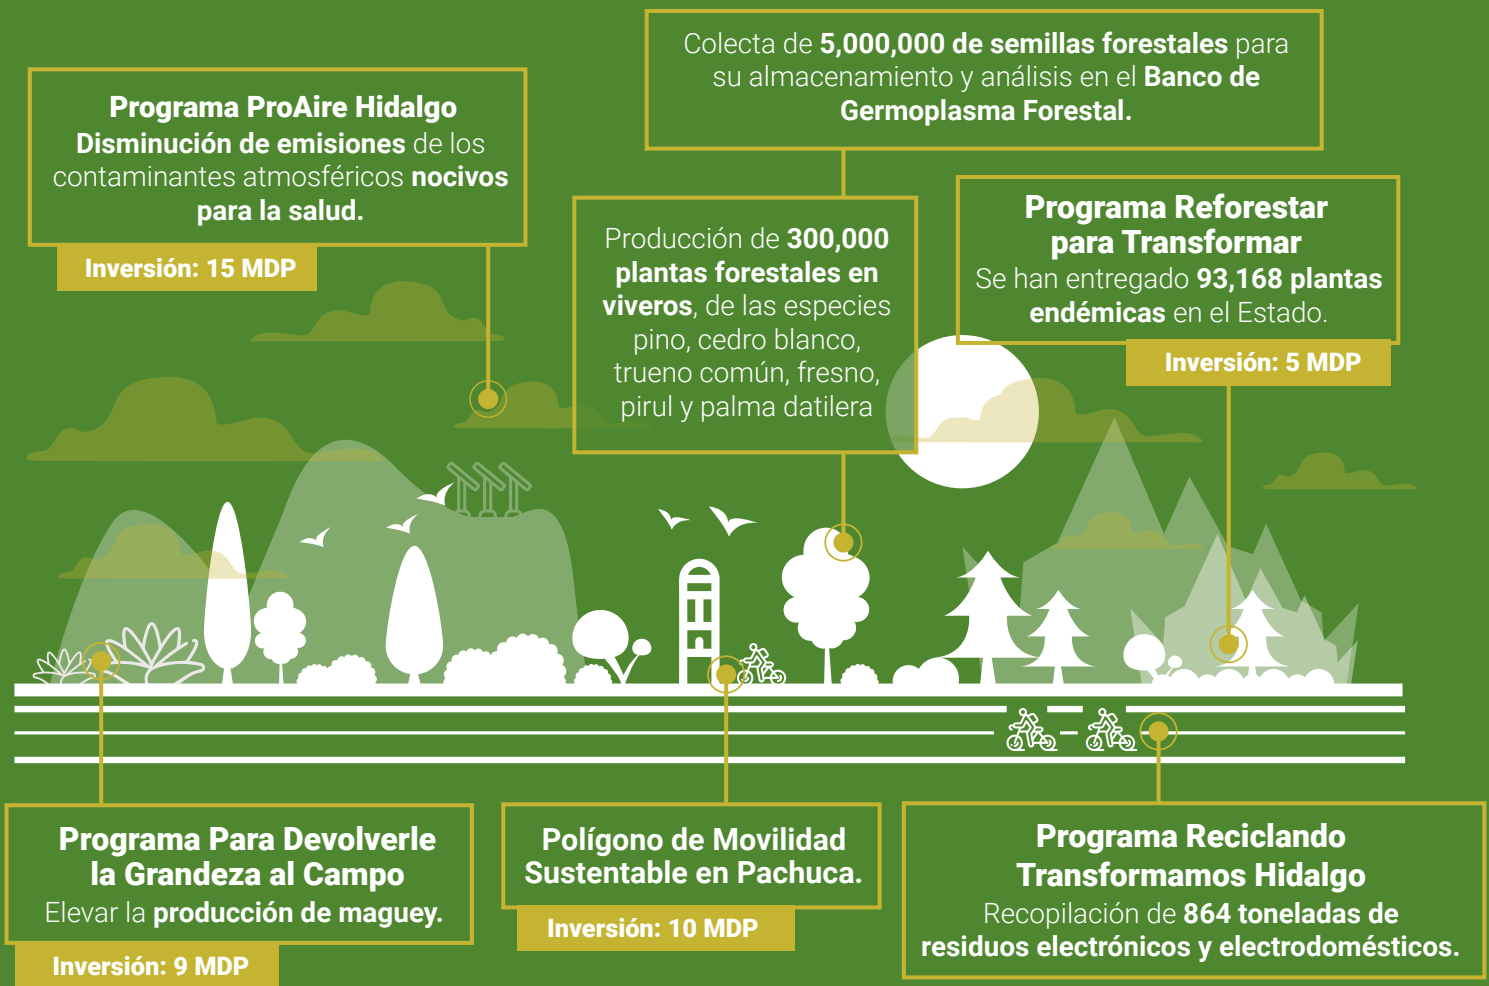 Programa ProAire Hidalgo
Disminución de emisiones de los
contaminantes atmosféricos nocivos
para la salud.
Inversión: 15 MDP
Colecta de 5,000,000 de semillas forestales para
su almacenamiento y análisis en el Banco de
Germoplasma Forestal.
Producción de 300,000
plantas forestales en
viveros, de las especies
pino, cedro blanco,
trueno común, fresno,
pirul y palma datilera
Programa Reforestar
para Transformar
Se han entregado 93,168 plantas
endémicas en el Estado.
Inversión: 5 MDP
Programa Para Devolverle
la Grandeza al Campo
Elevar la producción de maguey.
Inversión: 9 MDP
Polígono de Movilidad
Sustentable en Pachuca.
Inversión: 10 MDP
Programa Reciclando
Transformamos Hidalgo
Recopilación de 864 toneladas de
residuos electrónicos y electrodomésticos.